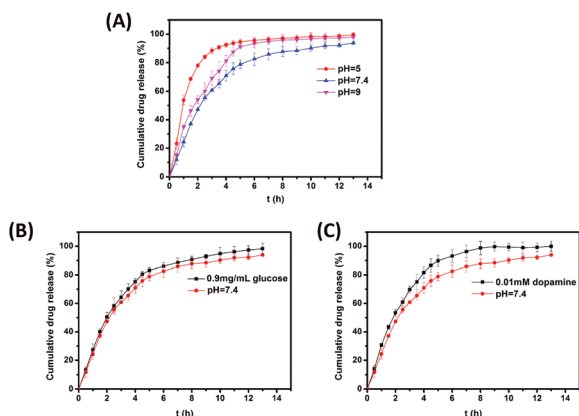 (A)
100
80
60
40
20
0
Cumulative drug release (%)
pH=5
pH=7.4
pH=9
0 2 4 6 8 10 12 14
t (h)
(B)
100
80
60
40
20
0
Cumulative drug release (%)
0.9mg/mL glucose
pH=7.4
0 2 4 6 8 10 12 14
t (h)
(C)
100
80
60
40
20
0
Cumulative drug release (%)
0.01mM dopamine
pH=7.4
0 2 4 6 8 10 12 14
t (h)